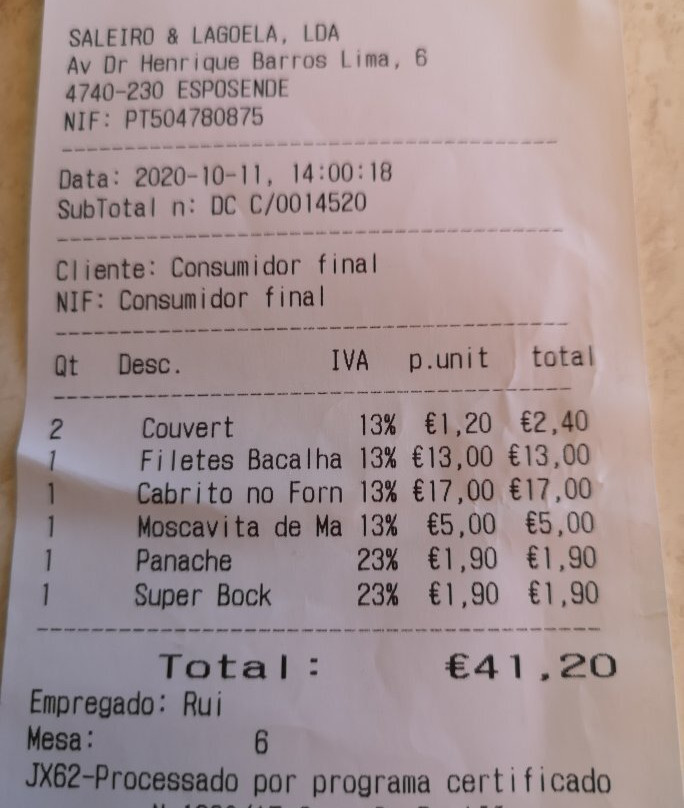 SALEIRO & LAGOELA, LDA
Av Dr Henrique Barros Lima, 6
4740-230 ESPOSENDE
NIF: PT504780875
Data: 2020-10-11, 14:00:18
SubTotal n: DC C/0014520
Cliente: Consumidor final
NIF: Consumidor final
Qt Desc. IVA p.unit total
2 Couvert 13% €1,20 €2,40
1 Filetes Bacalha 13% €13,00 €13,00
1 Cabrito no Forn 13% €17,00 €17,00
1 Moscavita de Ma 13% €5,00 €5,00
1 Panache 23% €1,90 €1,90
1 Super Bock 23% €1,90 €1,90
Total: €41,20
Empregado: Rui
Mesa: 6
JX62-Processado por programa certificado